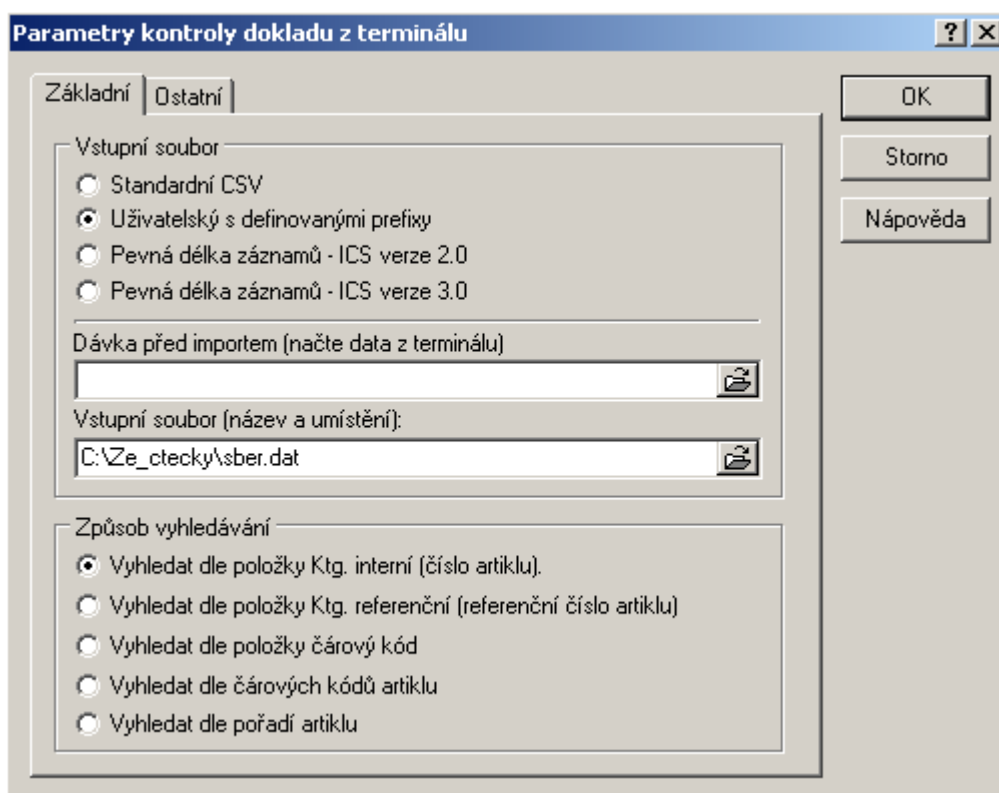 Parametry kontroly dokladu z terminálu
Základní
Ostatní
OK
Storno
Nápověda
Vstupní soubor
Standardní CSV
Uživatelský s definovanými prefixy
Pevná délka záznamů - ICS verze 2.0
Pevná délka záznamů - ICS verze 3.0
Dávka před importem (načte data z terminálu)
Vstupní soubor (název a umístění):
C:\Ze_ctecky\sber.dat
Způsob vyhledávání
Vyhledat dle položky Ktg. interní (číslo artiklu).
Vyhledat dle položky Ktg. referenční (referenční číslo artiklu)
Vyhledat dle položky čárový kód
Vyhledat dle čárových kódů artiklu
Vyhledat dle pořadí artiklu